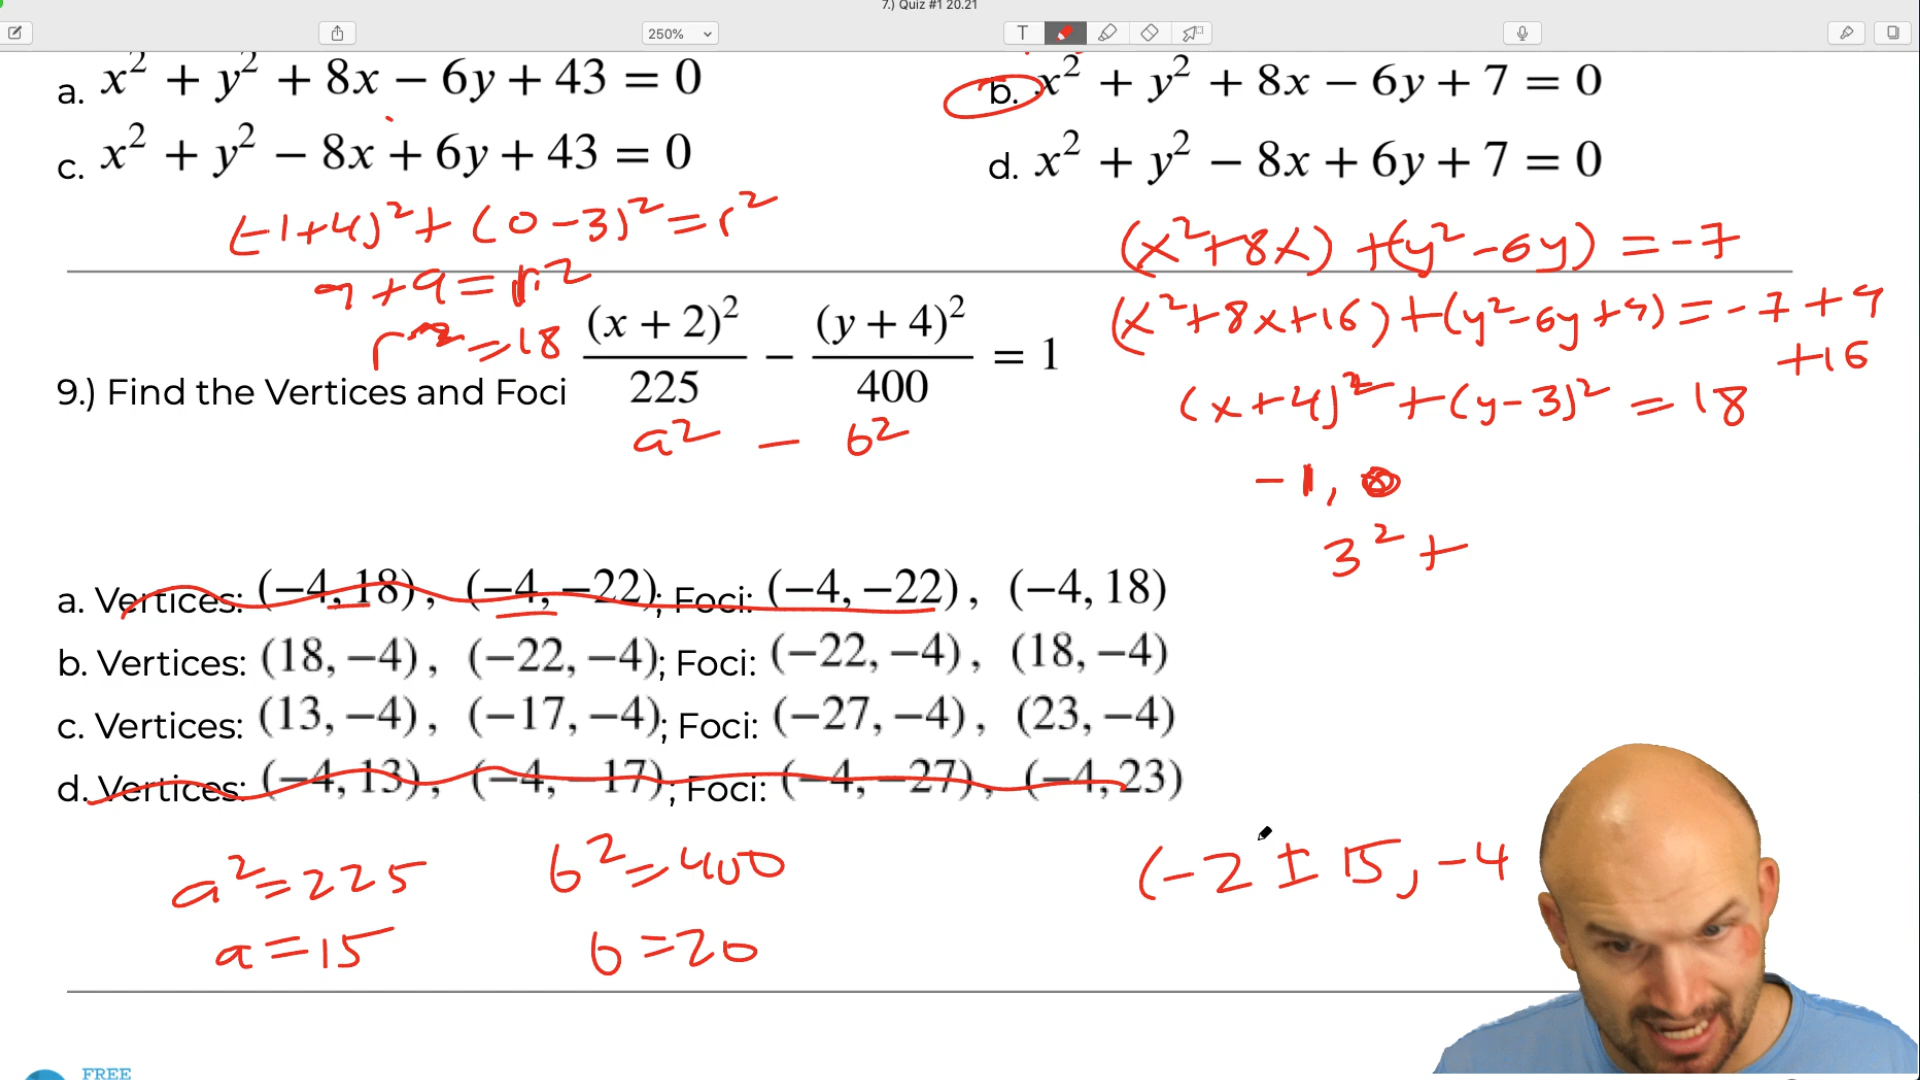 7.) Quiz #1 20.21
250%
T
a. x² + y² + 8x − 6y + 43 = 0
b. x² + y² + 8x − 6y + 7 = 0
c. x² + y² − 8x + 6y + 43 = 0
d. x² + y² − 8x + 6y + 7 = 0
(-1+4)² + (0-3)² = r²
9+9=r²
r²=18
(x²+8x) + (y²-6y) = -7
(x²+8x+16) + (y²-6y+9) = -7+9
+16
(x+4)² + (y-3)² = 18
-1,
3² +
9.) Find the Vertices and Foci (x + 2)²/225 − (y + 4)²/400 = 1
a² - b²
a. Vertices: (−4, 18), (−4, −22); Foci: (−4, −22), (−4, 18)
b. Vertices: (18, −4), (−22, −4); Foci: (−22, −4), (18, −4)
c. Vertices: (13, −4), (−17, −4); Foci: (−27, −4), (23, −4)
d. Vertices: (−4, 13), (−4, −17); Foci: (−4, −27), (−4, 23)
a²=225 b²=400
a=15 b=20
(-2 ± 15, -4
FREE